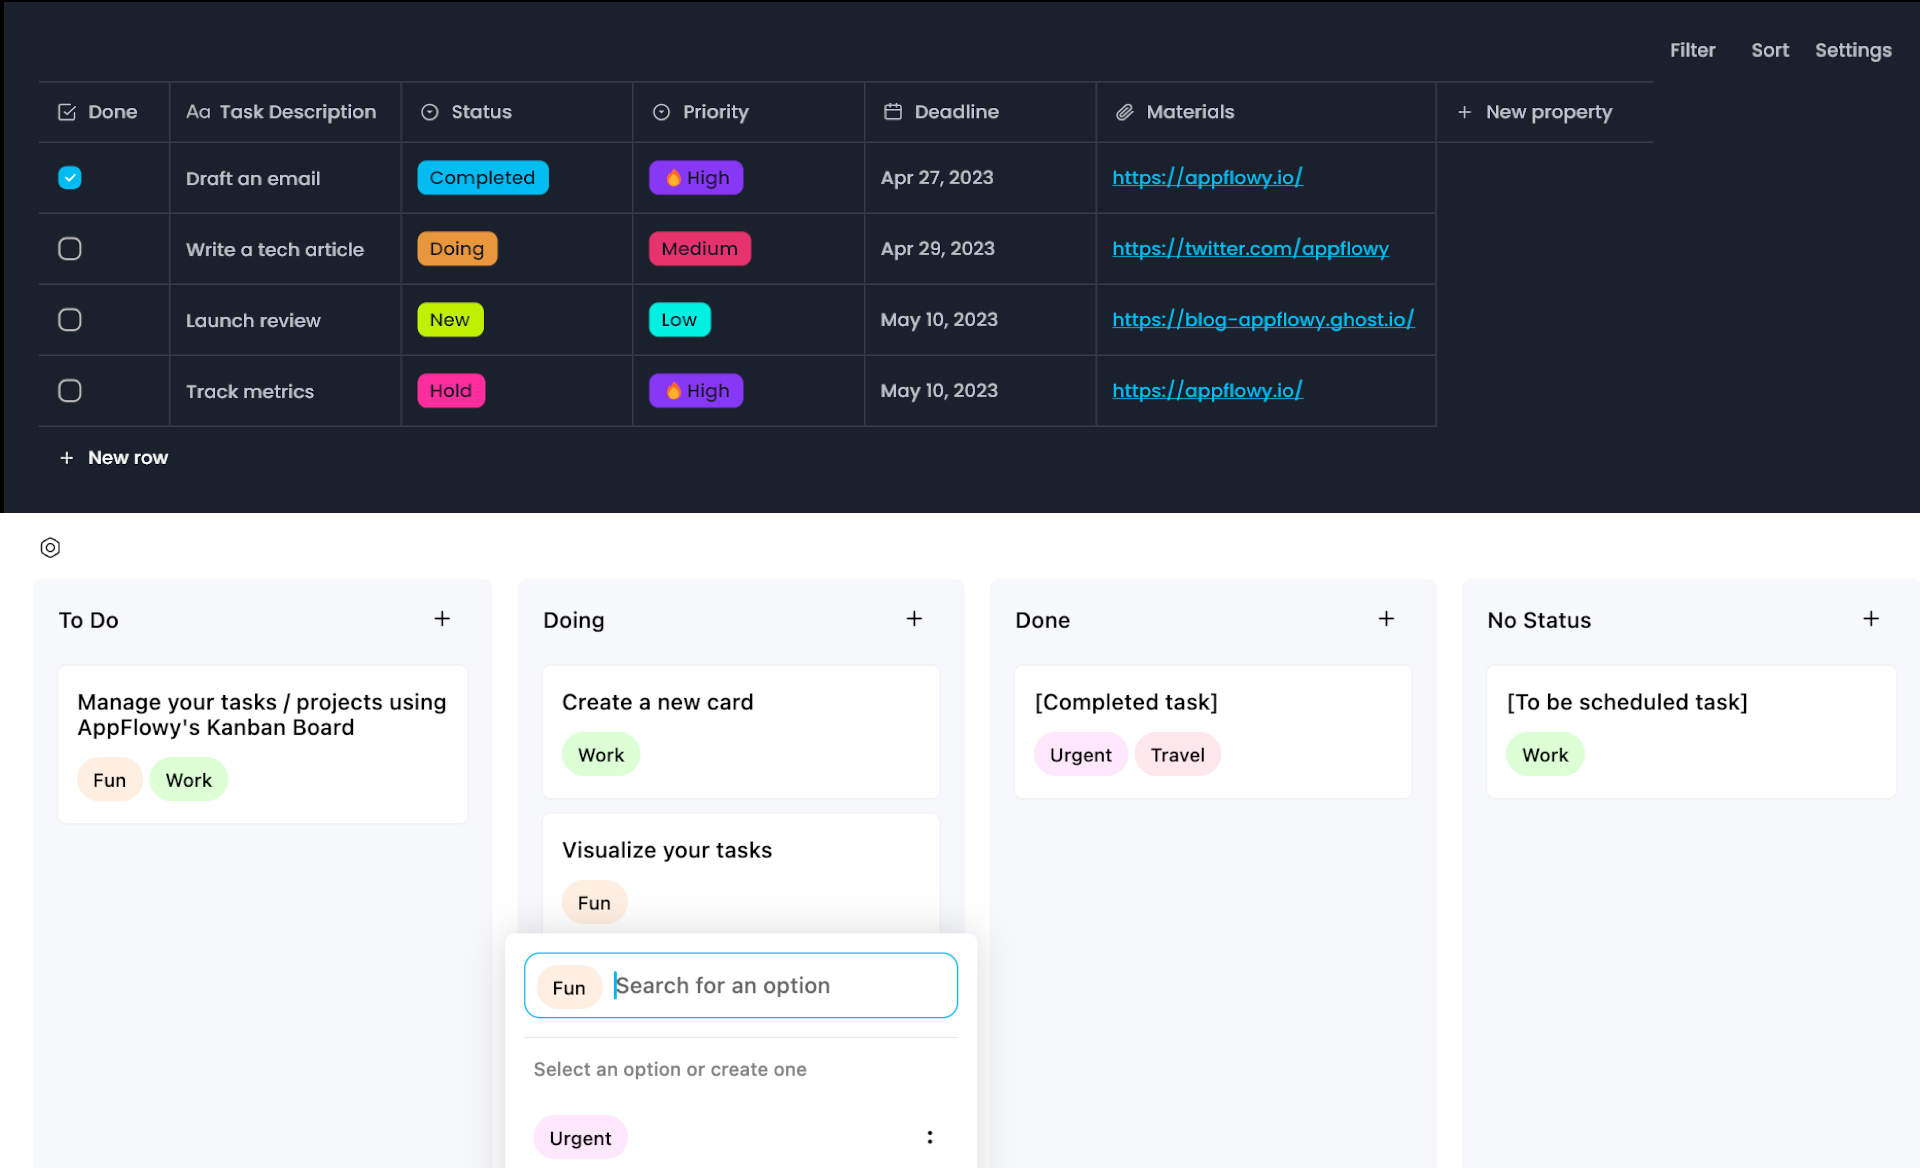 Filter Sort Settings
Done Aa Task Description Status Priority Deadline Materials + New property
Draft an email Completed 🔥 High Apr 27, 2023 https://appflowy.io/
Write a tech article Doing Medium Apr 29, 2023 https://twitter.com/appflowy
Launch review New Low May 10, 2023 https://blog-appflowy.ghost.io/
Track metrics Hold 🔥 High May 10, 2023 https://appflowy.io/
+ New row
To Do +
Manage your tasks / projects using
AppFlowy's Kanban Board
Fun Work
Doing +
Create a new card
Work
Visualize your tasks
Fun
Fun Search for an option
Select an option or create one
Urgent
Done +
[Completed task]
Urgent Travel
No Status +
[To be scheduled task]
Work